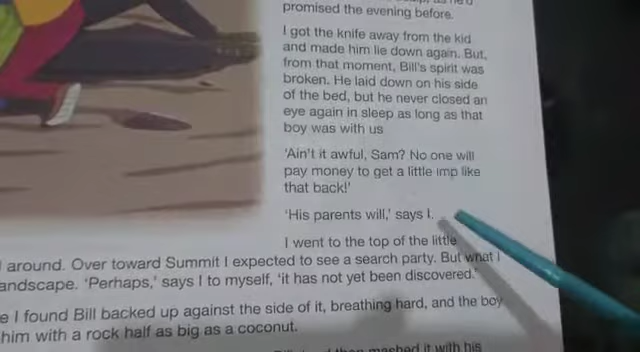 promised the evening before.
I got the knife away from the kid
and made him lie down again. But,
from that moment, Bill's spirit was
broken. He laid down on his side
of the bed, but he never closed an
eye again in sleep as long as that
boy was with us
'Ain't it awful, Sam? No one will
pay money to get a little imp like
that back!'
'His parents will,' says I.
I went to the top of the little
around. Over toward Summit I expected to see a search party. But what I
andscape. 'Perhaps,' says I to myself, 'it has not yet been discovered.'
e I found Bill backed up against the side of it, breathing hard, and the boy
him with a rock half as big as a coconut.
mashed it with his